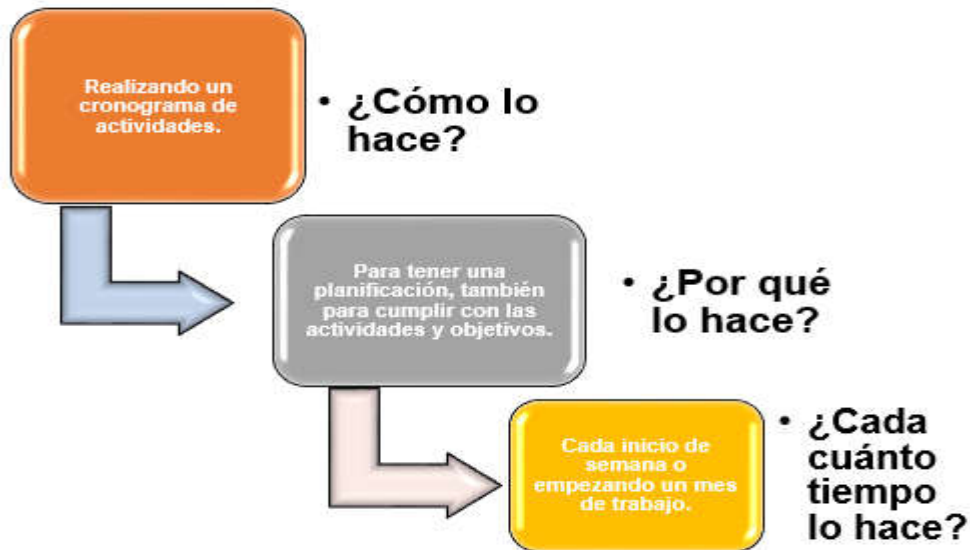 Realizando un
cronograma de
actividades.
• ¿Cómo lo
hace?
Para tener una
planificación, también
para cumplir con las
actividades y objetivos.
• ¿Por qué
lo hace?
Cada inicio de
semana o
empezando un mes
de trabajo.
• ¿Cada
cuánto
tiempo
lo hace?